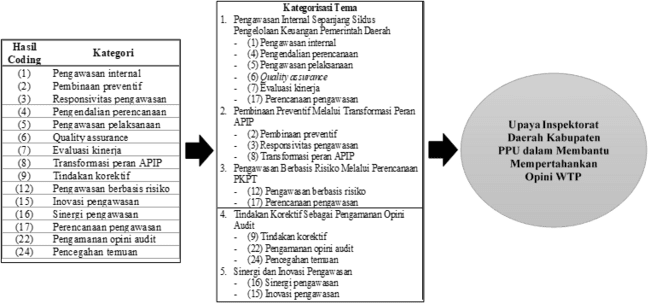 Hasil Coding Kategori
(1) Pengawasan internal
(2) Pembinaan preventif
(3) Responsivitas pengawasan
(4) Pengendalian perencanaan
(5) Pengawasan pelaksanaan
(6) Quality assurance
(7) Evaluasi kinerja
(8) Transformasi peran APIP
(9) Tindakan korektif
(12) Pengawasan berbasis risiko
(15) Inovasi pengawasan
(16) Sinergi pengawasan
(17) Perencanaan pengawasan
(22) Pengamanan opini audit
(24) Pencegahan temuan
Kategorisasi Tema
1. Pengawasan Internal Sepanjang Siklus
Pengelolaan Keuangan Pemerintah Daerah
- (1) Pengawasan internal
- (4) Pengendalian perencanaan
- (5) Pengawasan pelaksanaan
- (6) Quality assurance
- (7) Evaluasi kinerja
- (17) Perencanaan pengawasan
2. Pembinaan Preventif Melalui Transformasi Peran
APIP
- (2) Pembinaan preventif
- (3) Responsivitas pengawasan
- (8) Transformasi peran APIP
3. Pengawasan Berbasis Risiko Melalui Perencanaan
PKPT
- (12) Pengawasan berbasis risiko
- (17) Perencanaan pengawasan
4. Tindakan Korektif Sebagai Pengamanan Opini
Audit
- (9) Tindakan korektif
- (22) Pengamanan opini audit
- (24) Pencegahan temuan
5. Sinergi dan Inovasi Pengawasan
- (16) Sinergi pengawasan
- (15) Inovasi pengawasan
Upaya Inspektorat
Daerah Kabupaten
PPU dalam Membantu
Mempertahankan
Opini WTP